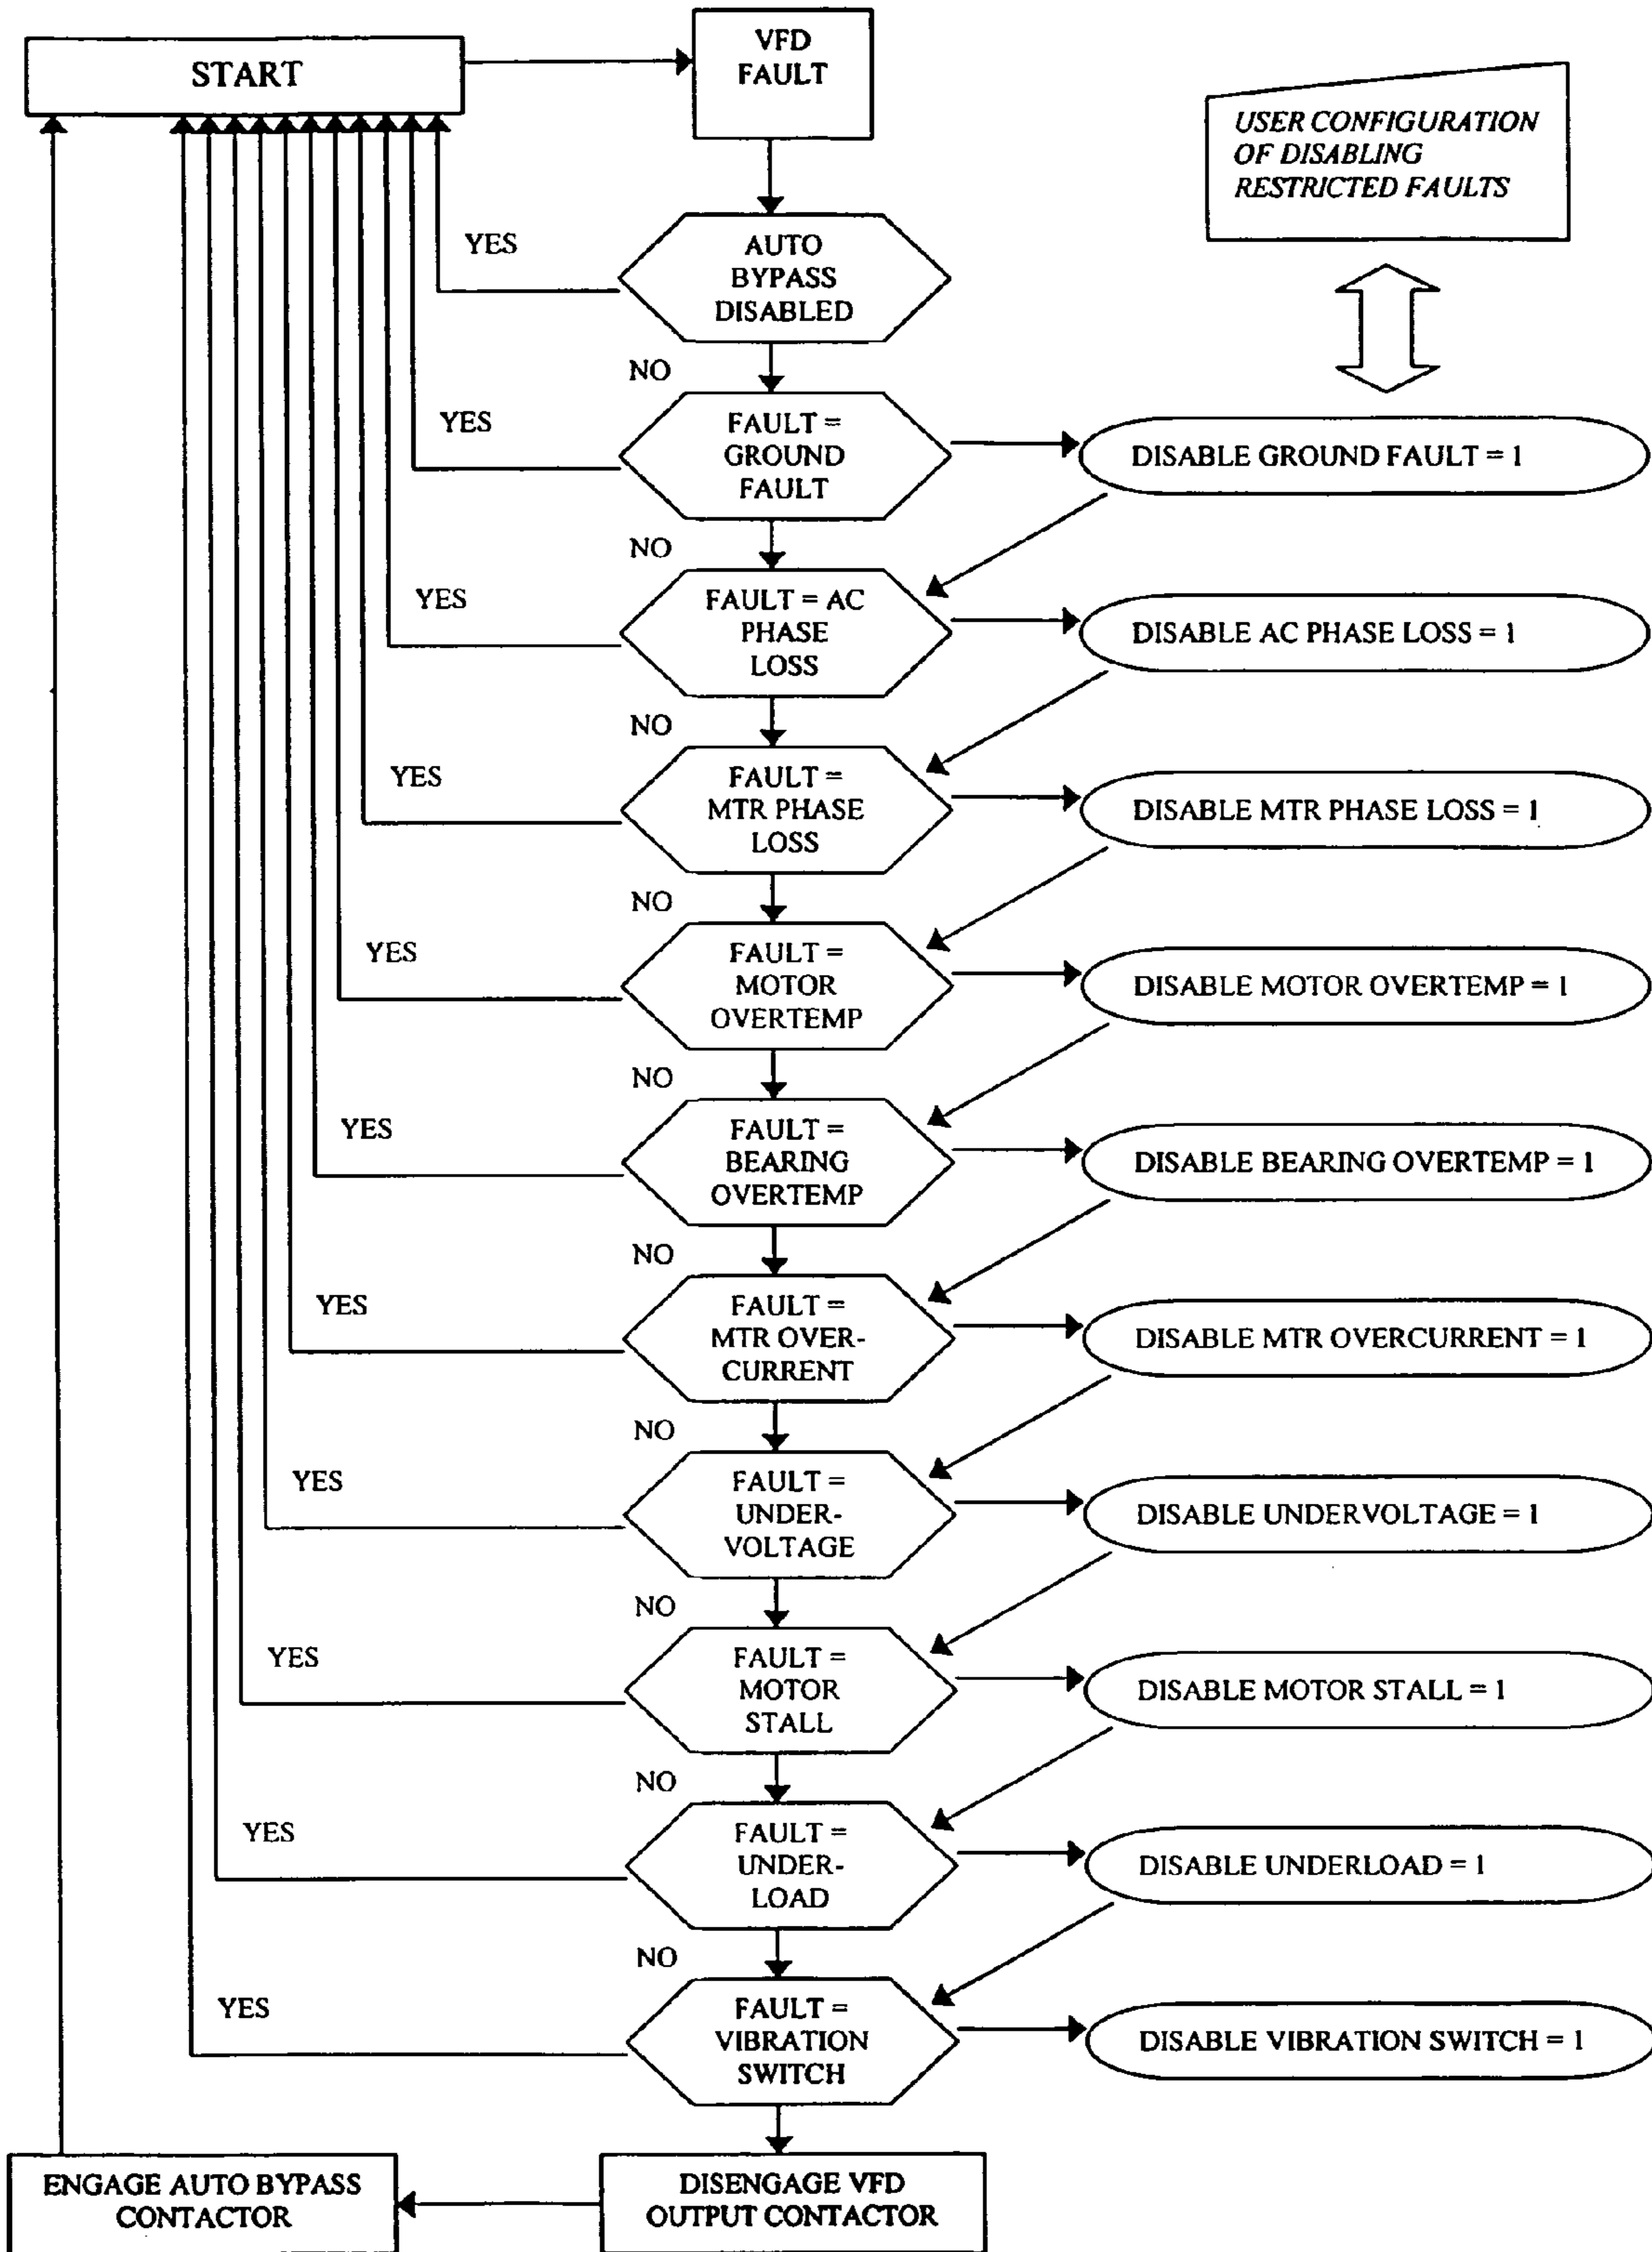 START
VFD
FAULT
USER CONFIGURATION
OF DISABLING
RESTRICTED FAULTS
YES
AUTO
BYPASS
DISABLED
NO
YES
FAULT =
GROUND
FAULT
DISABLE GROUND FAULT = 1
NO
YES
FAULT = AC
PHASE
LOSS
DISABLE AC PHASE LOSS = 1
NO
YES
FAULT =
MTR PHASE
LOSS
DISABLE MTR PHASE LOSS = 1
NO
YES
FAULT =
MOTOR
OVERTEMP
DISABLE MOTOR OVERTEMP = 1
NO
YES
FAULT =
BEARING
OVERTEMP
DISABLE BEARING OVERTEMP = 1
NO
YES
FAULT =
MTR OVER-
CURRENT
DISABLE MTR OVERCURRENT = 1
NO
YES
FAULT =
UNDER-
VOLTAGE
DISABLE UNDERVOLTAGE = 1
NO
YES
FAULT =
MOTOR
STALL
DISABLE MOTOR STALL = 1
NO
YES
FAULT =
UNDER-
LOAD
DISABLE UNDERLOAD = 1
NO
YES
FAULT =
VIBRATION
SWITCH
DISABLE VIBRATION SWITCH = 1
ENGAGE AUTO BYPASS
CONTACTOR
DISENGAGE VFD
OUTPUT CONTACTOR